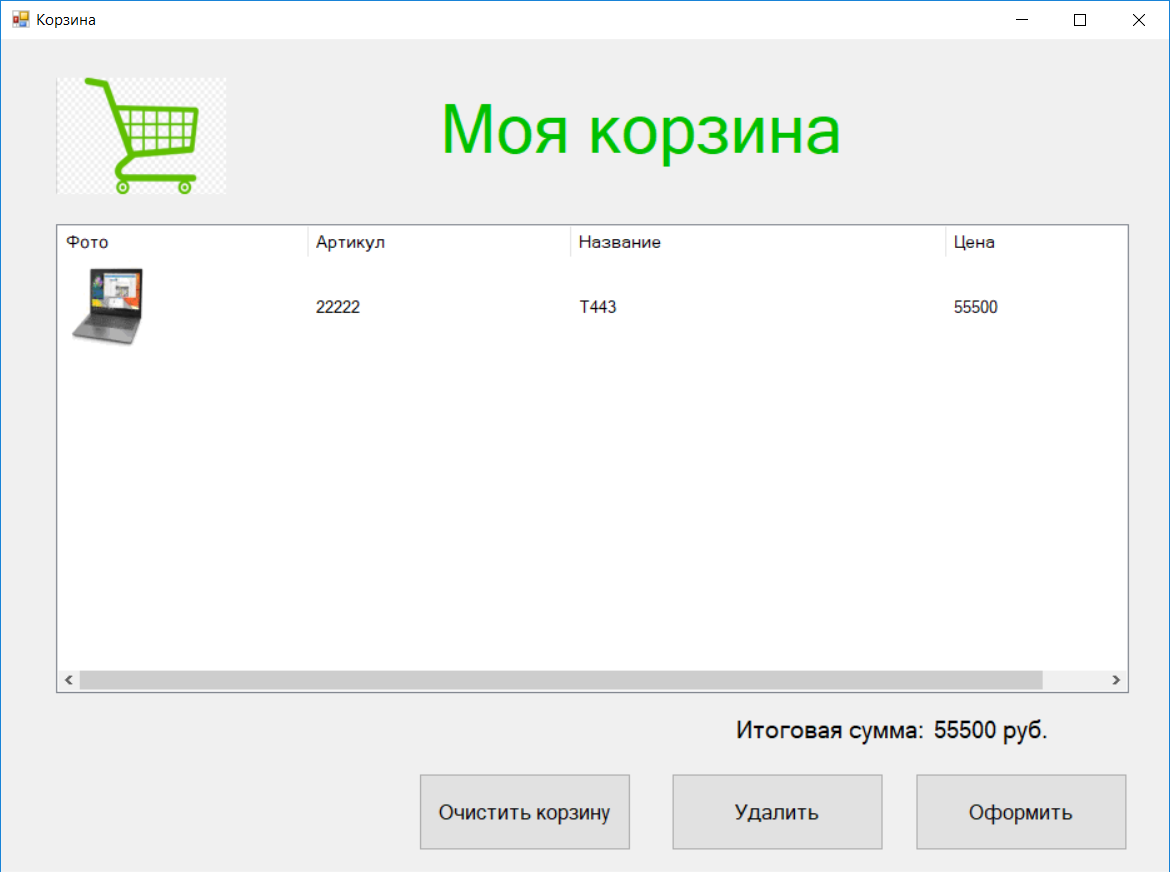 Корзина
Моя корзина
Фото Артикул Название Цена
22222 T443 55500
Итоговая сумма: 55500 руб.
Очистить корзину Удалить Оформить